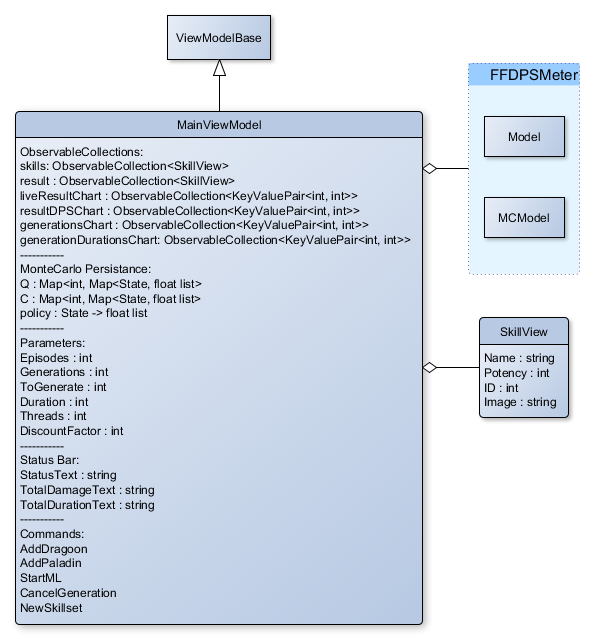 ViewModelBase
MainViewModel
ObservableCollections:
skills: ObservableCollection<SkillView>
result : ObservableCollection<SkillView>
liveResultChart : ObservableCollection<KeyValuePair<int, int>>
resultDPSChart : ObservableCollection<KeyValuePair<int, int>>
generationsChart : ObservableCollection<KeyValuePair<int, int>>
generationDurationsChart: ObservableCollection<KeyValuePair<int, int>>
-----------
MonteCarlo Persistance:
Q : Map<int, Map<State, float list>
C : Map<int, Map<State, float list>
policy : State -> float list
-----------
Parameters:
Episodes : int
Generations : int
ToGenerate : int
Duration : int
Threads : int
DiscountFactor : int
-----------
Status Bar:
StatusText : string
TotalDamageText : string
TotalDurationText : string
-----------
Commands:
AddDragoon
AddPaladin
StartML
CancelGeneration
NewSkillset
FFDPSMeter
Model
MCModel
SkillView
Name : string
Potency : int
ID : int
Image : string